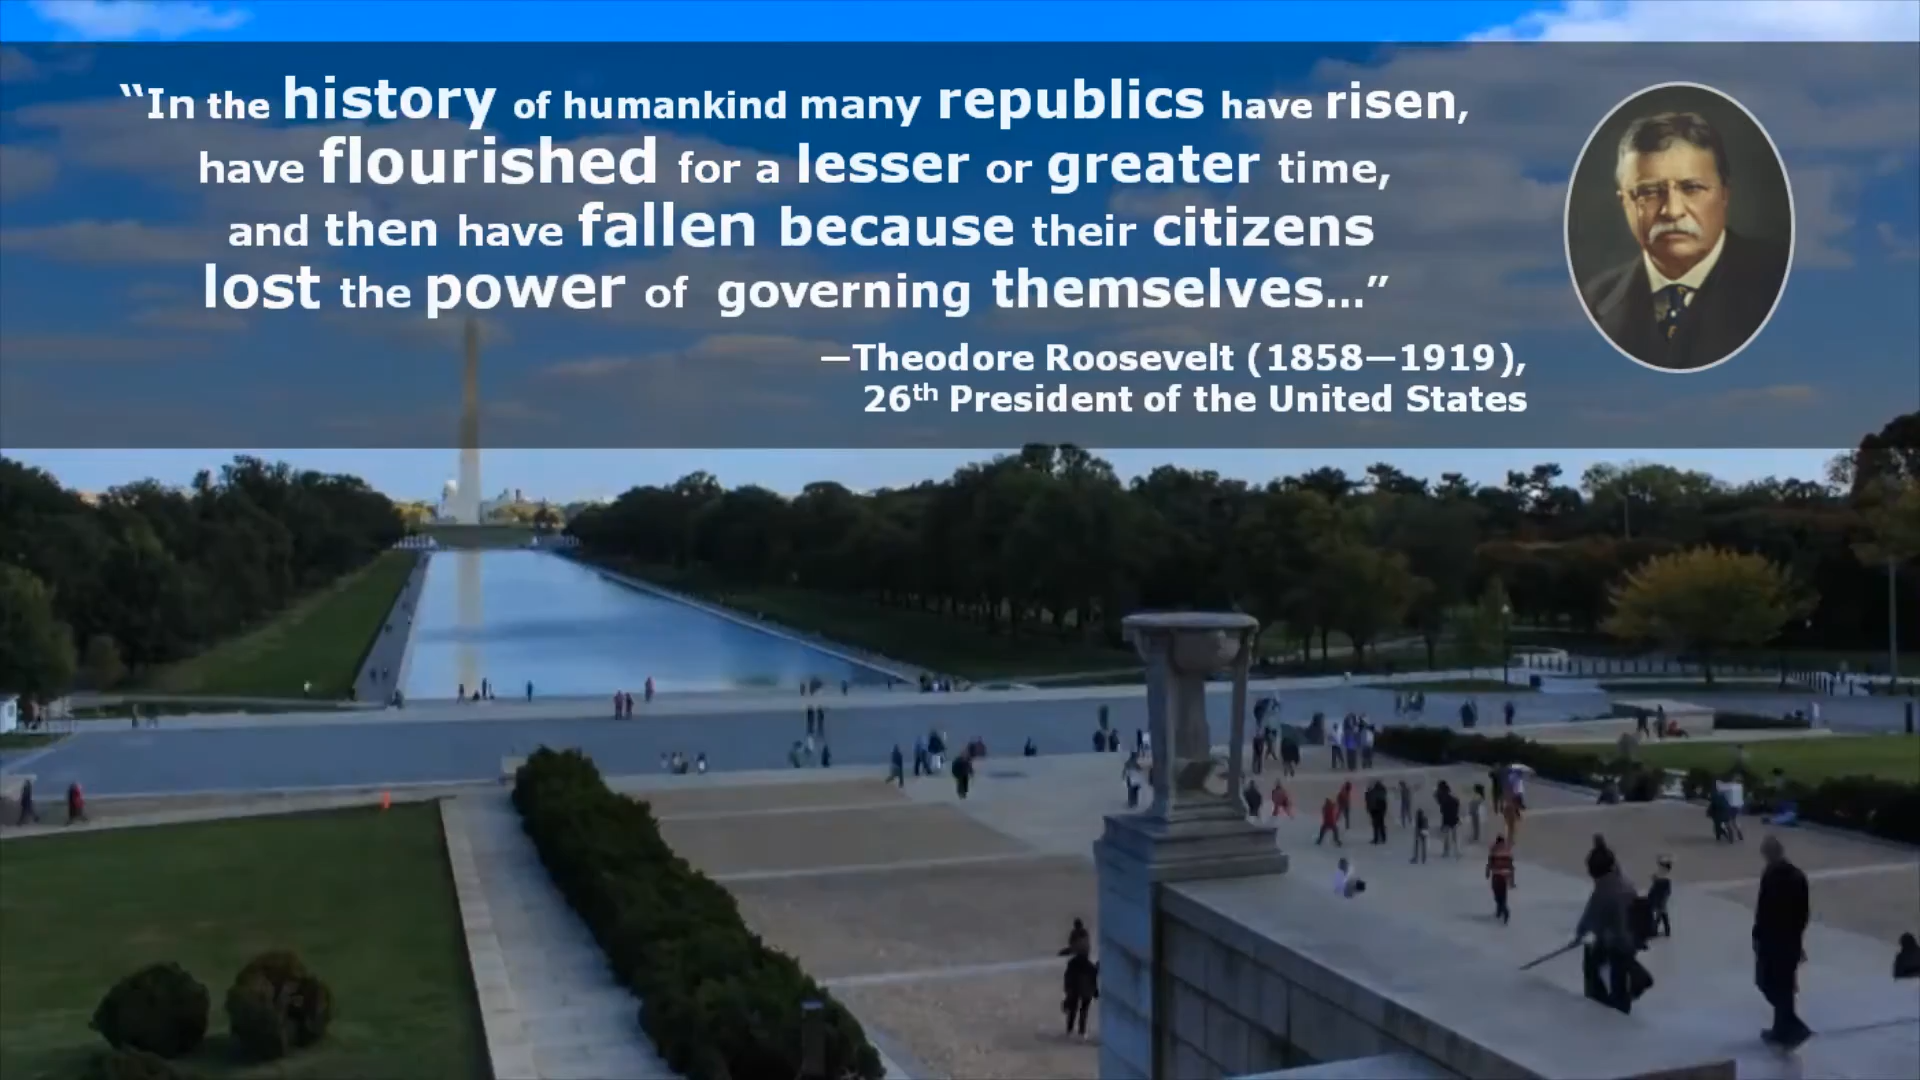 “In the history of humankind many republics have risen,
have flourished for a lesser or greater time,
and then have fallen because their citizens
lost the power of governing themselves...”
—Theodore Roosevelt (1858—1919),
26th President of the United States